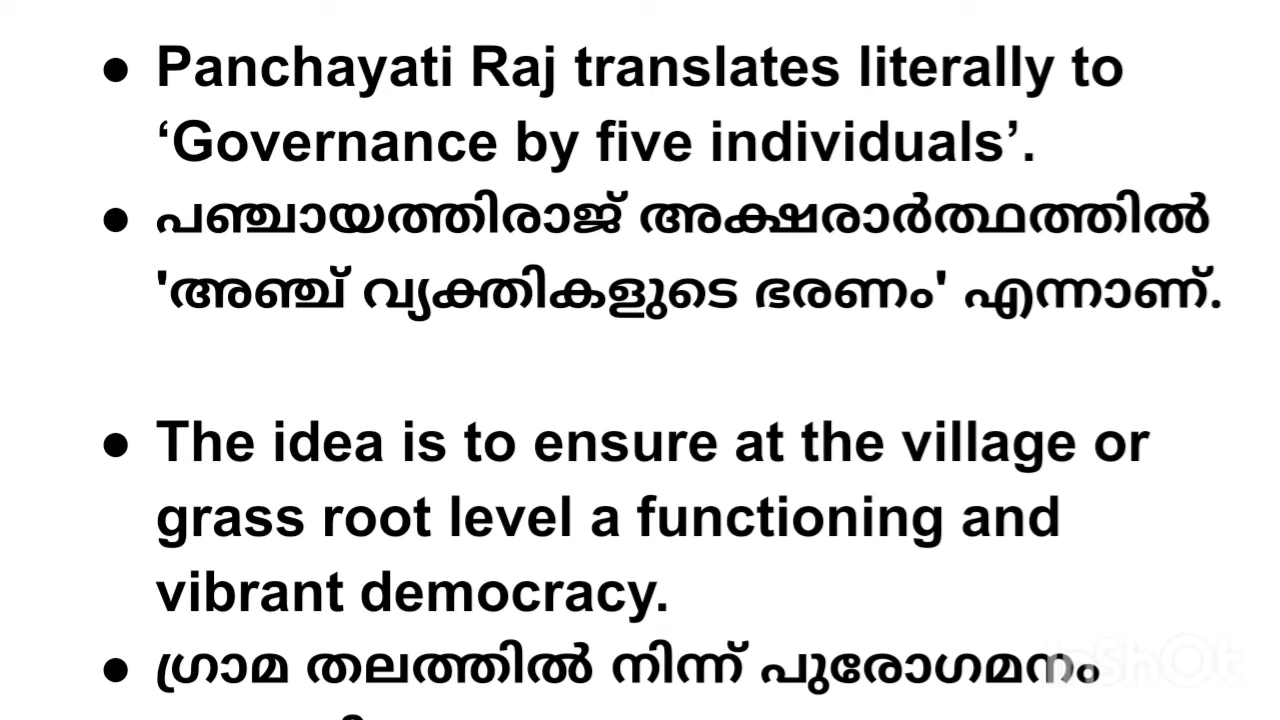 ● Panchayati Raj translates literally to
‘Governance by five individuals’.
● പഞ്ചായത്തിരാജ് അക്ഷരാർത്ഥത്തിൽ
'അഞ്ച് വ്യക്തികളുടെ ഭരണം' എന്നാണ്.
● The idea is to ensure at the village or
grass root level a functioning and
vibrant democracy.
● ഗ്രാമ തലത്തിൽ നിന്ന് പുരോഗമനം
InShOt